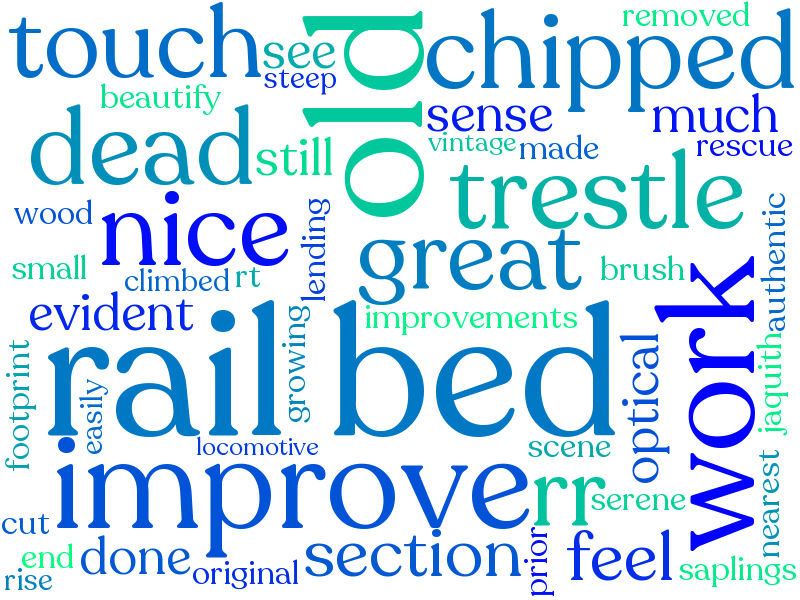 touch
see
steep
old
chipped
removed
beautify
dead
still
sense
vintage
made
much
rescue
wood
nice
lending
trestle
authentic
small
climbed
rt
great
brush
work
evident
growing
improvements
optical
jaquith
footprint
easily
rail bed
locomotive
scene
nearest
improve
rr
serene
cut
end
rise
done
original
section
prior
feel
saplings